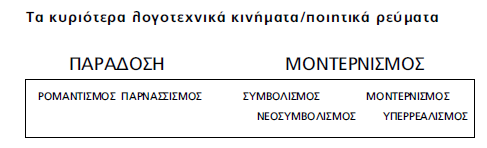 Τα κυριότερα λογοτεχνικά κινήματα/ποιητικά ρεύματα
ΠΑΡΑΔΟΣΗ ΜΟΝΤΕΡΝΙΣΜΟΣ
ΡΟΜΑΝΤΙΣΜΟΣ ΠΑΡΝΑΣΣΙΣΜΟΣ ΣΥΜΒΟΛΙΣΜΟΣ ΜΟΝΤΕΡΝΙΣΜΟΣ
ΝΕΟΣΥΜΒΟΛΙΣΜΟΣ ΥΠΕΡΡΕΑΛΙΣΜΟΣ